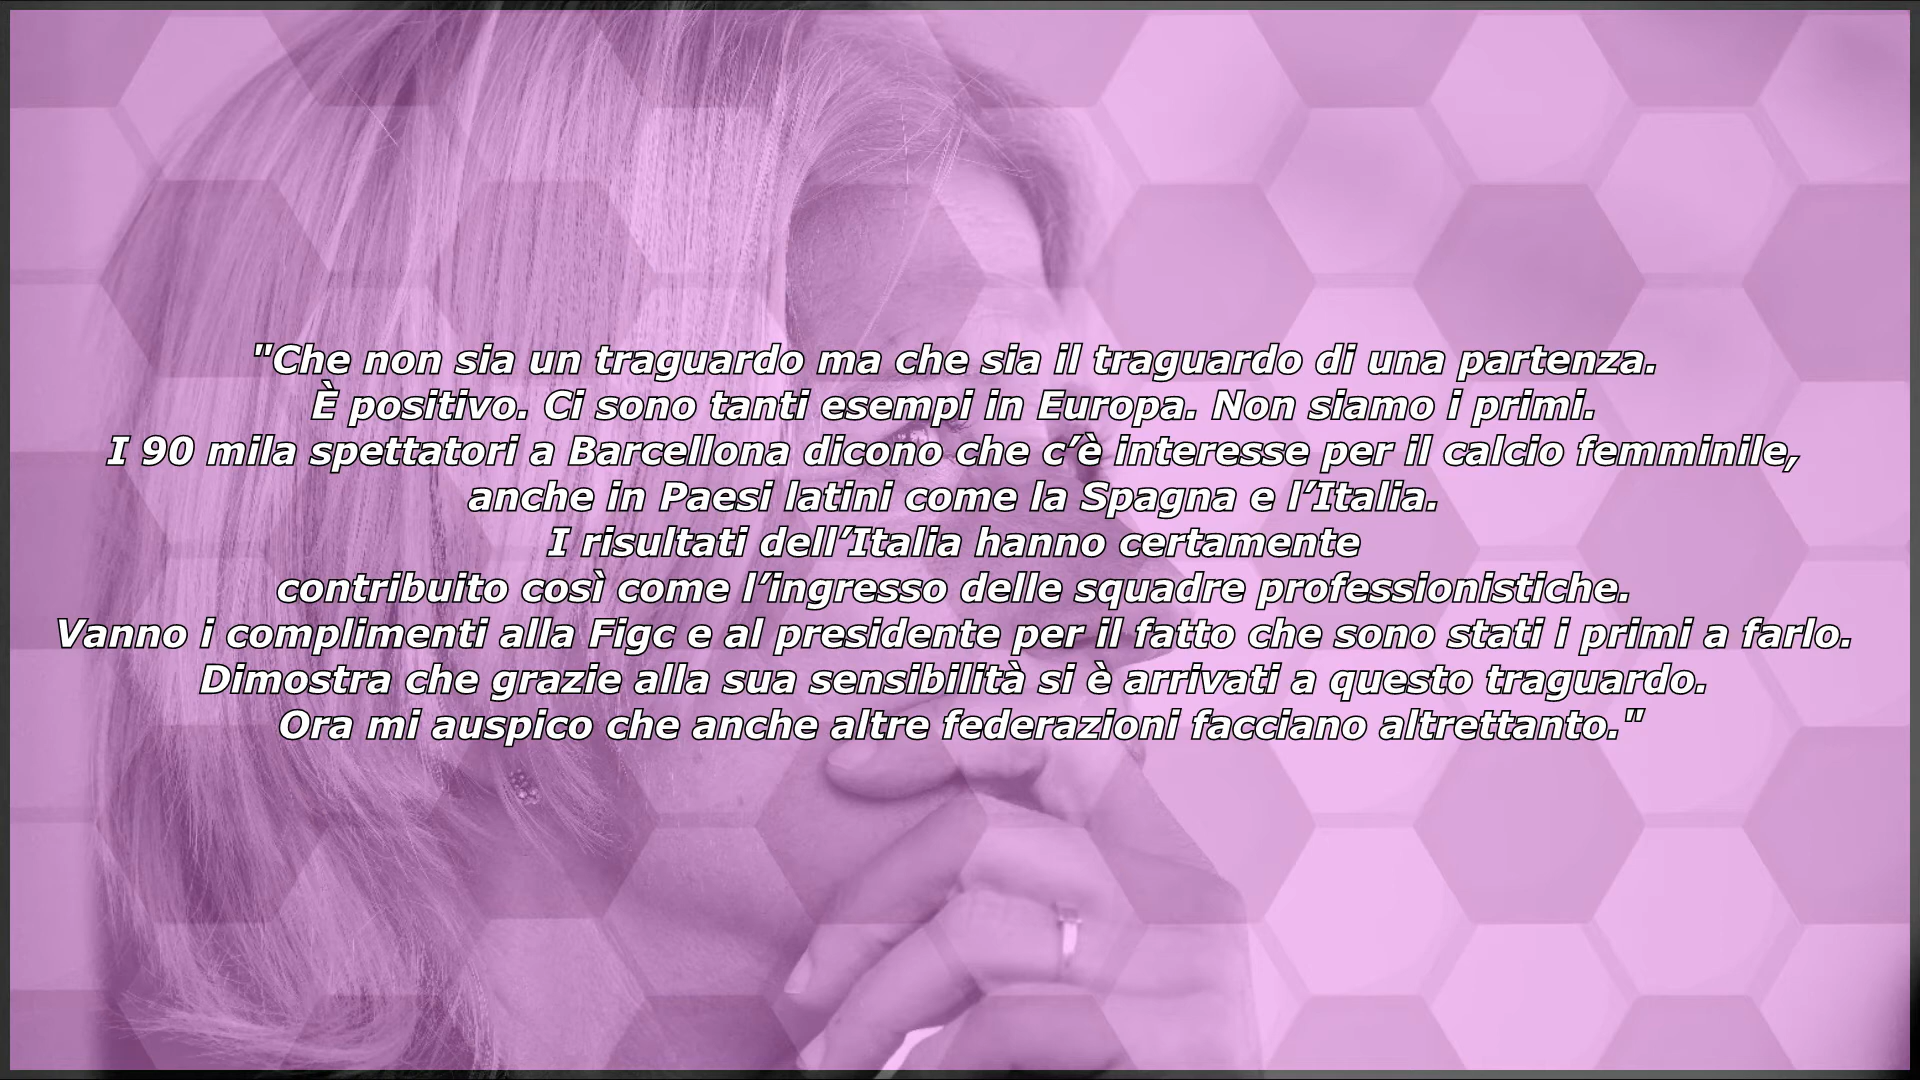 "Che non sia un traguardo ma che sia il traguardo di una partenza.
È positivo. Ci sono tanti esempi in Europa. Non siamo i primi.
I 90 mila spettatori a Barcellona dicono che c’è interesse per il calcio femminile,
anche in Paesi latini come la Spagna e l’Italia.
I risultati dell’Italia hanno certamente
contribuito così come l’ingresso delle squadre professionistiche.
Vanno i complimenti alla Figc e al presidente per il fatto che sono stati i primi a farlo.
Dimostra che grazie alla sua sensibilità si è arrivati a questo traguardo.
Ora mi auspico che anche altre federazioni facciano altrettanto."